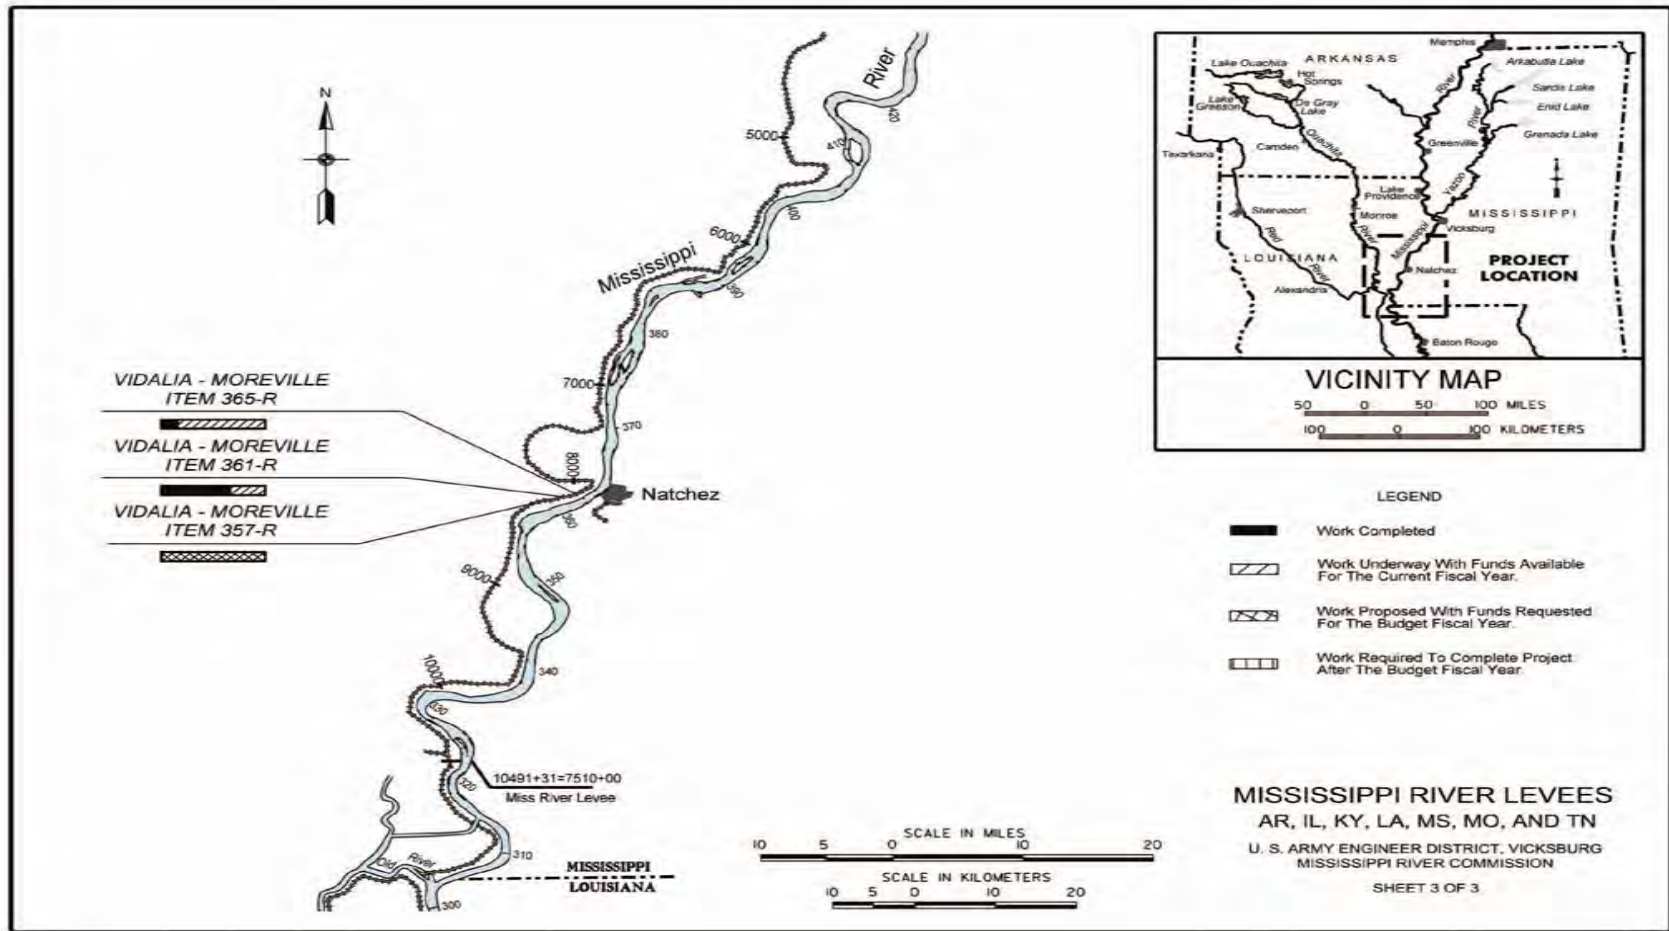 N
Mississippi
River
5000
6000
7000
8000
9000
10000
420
410
400
390
380
370
360
350
340
330
320
310
300
VIDALIA - MOREVILLE
ITEM 365-R
VIDALIA - MOREVILLE
ITEM 361-R
VIDALIA - MOREVILLE
ITEM 357-R
Natchez
10491+31=7510+00
Miss River Levee
Old River
MISSISSIPPI
LOUISIANA
SCALE IN MILES
10 5 0 10 20
SCALE IN KILOMETERS
10 5 0 10 20
Memphis
ARKANSAS
Arkabutla Lake
Lake Ouachita
Hot
Springs
River
Sardis Lake
Lake
Greeson
De Gray
Lake
River
Enid Lake
Grenada Lake
Ouachita
Camden
Greenville
Texarkana
Yazoo
Lake
Providence
Shreveport
Monroe
MISSISSIPPI
Vicksburg
Red
River
Mississippi
LOUISIANA
River
Natchez
PROJECT
LOCATION
Alexandria
Baton Rouge
VICINITY MAP
50 0 50 100 MILES
100 0 100 KILOMETERS
LEGEND
Work Completed
Work Underway With Funds Available
For The Current Fiscal Year.
Work Proposed With Funds Requested
For The Budget Fiscal Year.
Work Required To Complete Project
After The Budget Fiscal Year.
MISSISSIPPI RIVER LEVEES
AR, IL, KY, LA, MS, MO, AND TN
U. S. ARMY ENGINEER DISTRICT, VICKSBURG
MISSISSIPPI RIVER COMMISSION
SHEET 3 OF 3